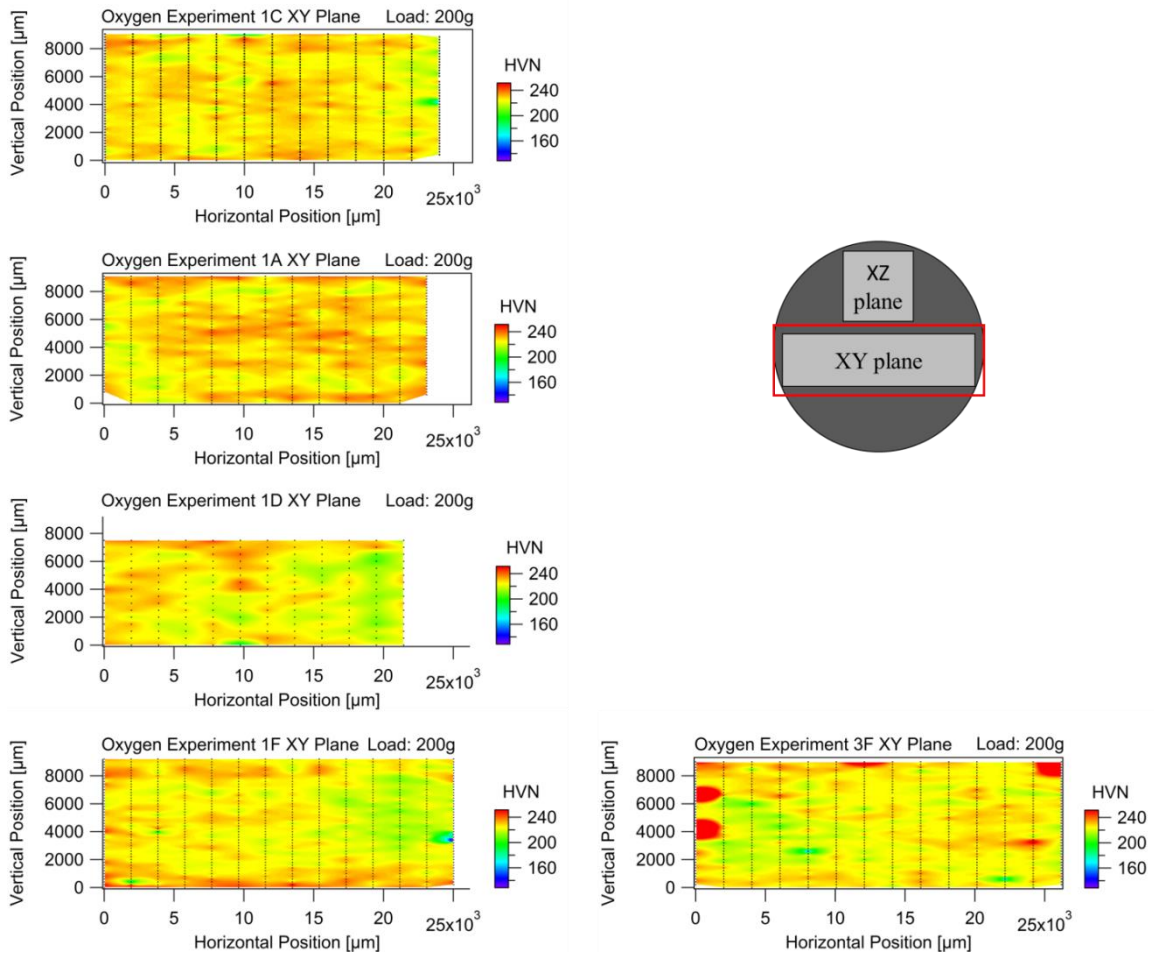 Oxygen Experiment 1C XY Plane Load: 200g
Vertical Position [µm]
8000
6000
4000
2000
0
HVN
240
200
160
0 5 10 15 20 25x10³
Horizontal Position [µm]
Oxygen Experiment 1A XY Plane Load: 200g
Vertical Position [µm]
8000
6000
4000
2000
0
HVN
240
200
160
0 5 10 15 20 25x10³
Horizontal Position [µm]
XZ
plane
XY plane
Oxygen Experiment 1D XY Plane Load: 200g
Vertical Position [µm]
8000
6000
4000
2000
0
HVN
240
200
160
0 5 10 15 20 25x10³
Horizontal Position [µm]
Oxygen Experiment 1F XY Plane Load: 200g
Vertical Position [µm]
8000
6000
4000
2000
0
HVN
240
200
160
0 5 10 15 20 25x10³
Horizontal Position [µm]
Oxygen Experiment 3F XY Plane Load: 200g
Vertical Position [µm]
8000
6000
4000
2000
0
HVN
240
200
160
0 5 10 15 20 25x10³
Horizontal Position [µm]